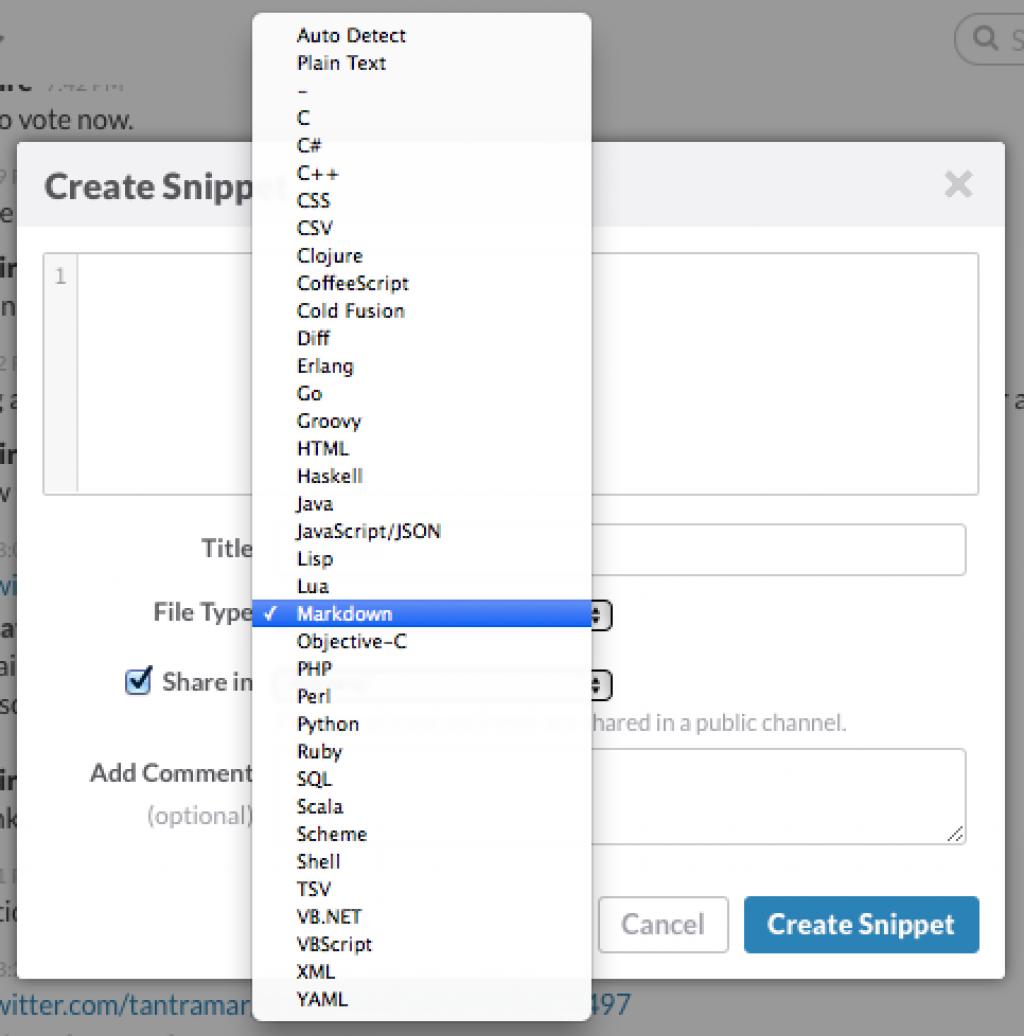 Auto Detect
Plain Text
–
C
C#
C++
CSS
CSV
Clojure
CoffeeScript
Cold Fusion
Diff
Erlang
Go
Groovy
HTML
Haskell
Java
JavaScript/JSON
Lisp
Lua
✓ Markdown
Objective-C
PHP
Perl
Python
Ruby
SQL
Scala
Scheme
Shell
TSV
VB.NET
VBScript
XML
YAML
7:42 PM
o vote now.
Create Snippet
1
Title
File Type
Share in
hared in a public channel.
Add Comment
(optional)
Cancel
Create Snippet
witter.com/tantramar
497